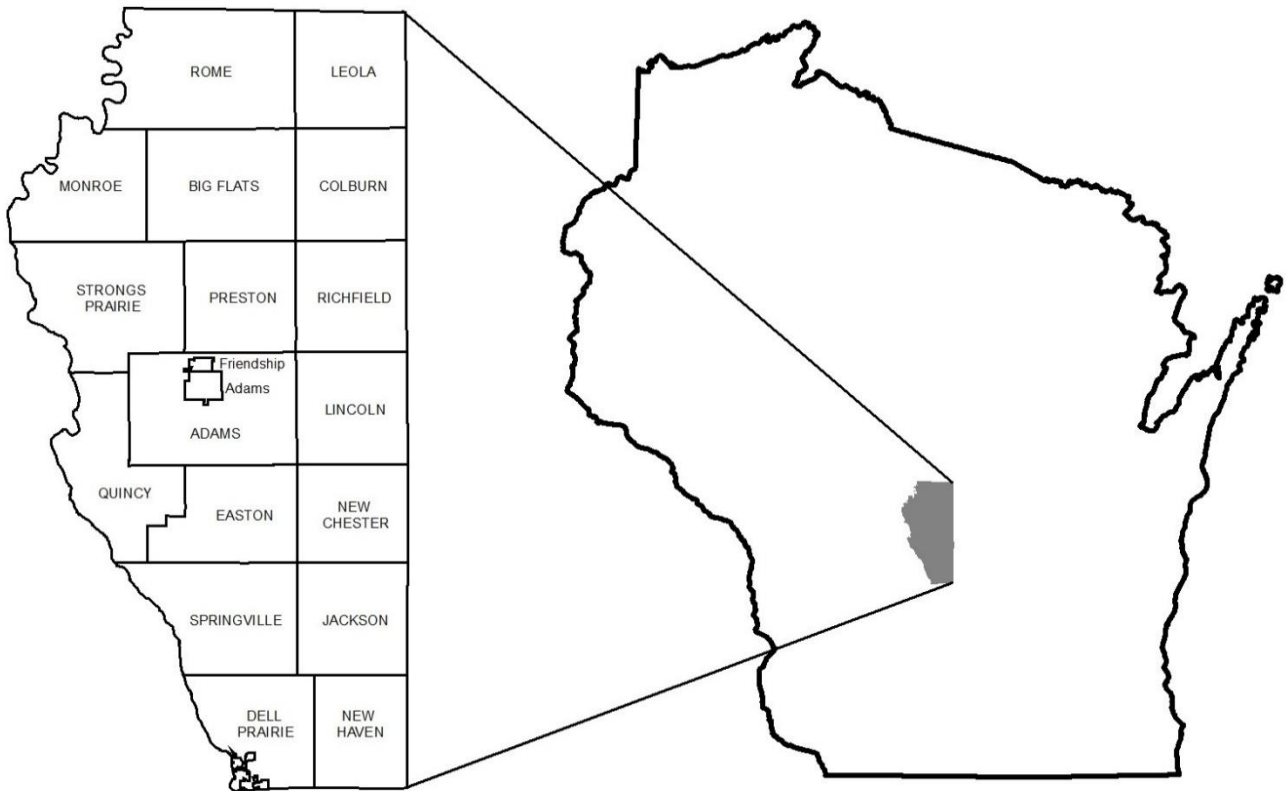 ROME
LEOLA
MONROE
BIG FLATS
COLBURN
STRONGS
PRAIRIE
PRESTON
RICHFIELD
Friendship
Adams
LINCOLN
ADAMS
QUINCY
EASTON
NEW
CHESTER
SPRINGVILLE
JACKSON
DELL
PRAIRIE
NEW
HAVEN